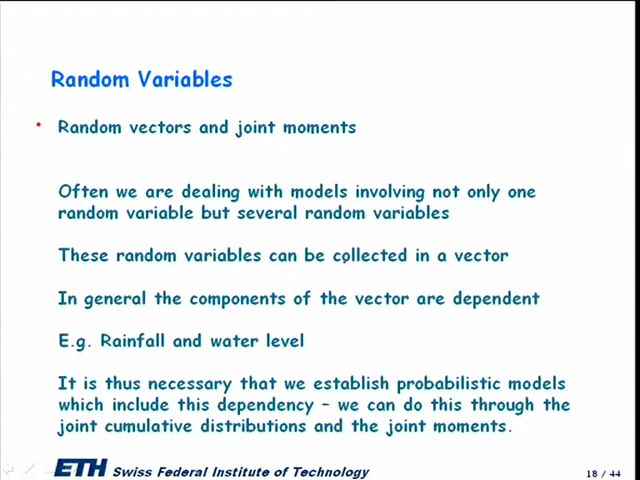 Random Variables
• Random vectors and joint moments
Often we are dealing with models involving not only one
random variable but several random variables
These random variables can be collected in a vector
In general the components of the vector are dependent
E.g. Rainfall and water level
It is thus necessary that we establish probabilistic models
which include this dependency – we can do this through the
joint cumulative distributions and the joint moments.
ETH Swiss Federal Institute of Technology
18 / 44